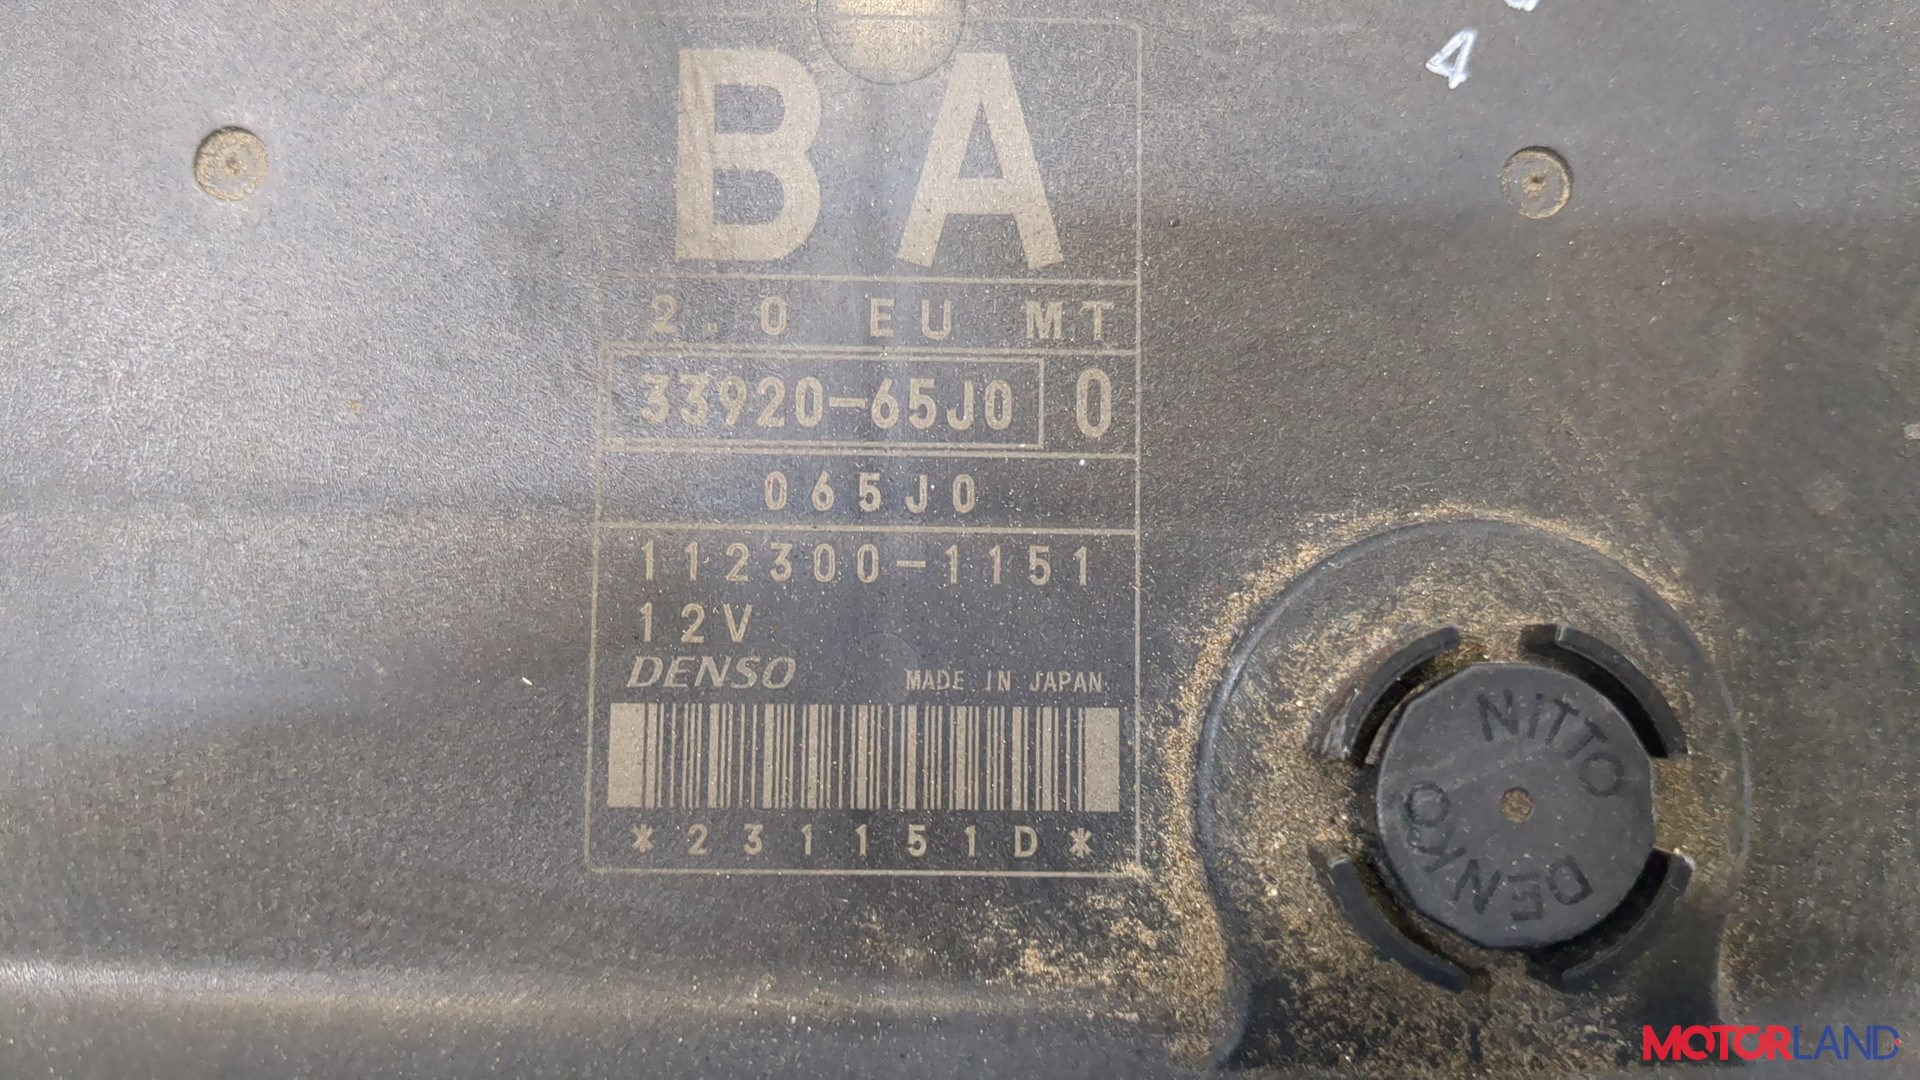 4
BA
2.0 EU MT
33920-65J0 0
065J0
112300-1151
12V
DENSO MADE IN JAPAN
*231151D*
NITTO
DENKO
MOTORLAND